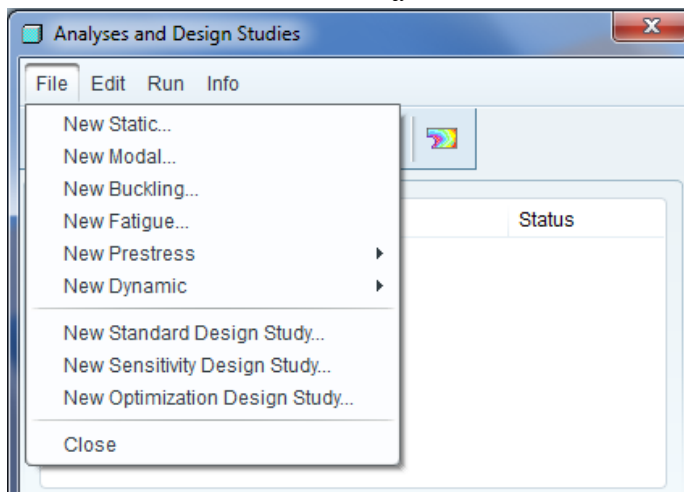 Analyses and Design Studies
File Edit Run Info
New Static...
New Modal...
New Buckling...
New Fatigue...
Status
New Prestress
New Dynamic
New Standard Design Study...
New Sensitivity Design Study...
New Optimization Design Study...
Close